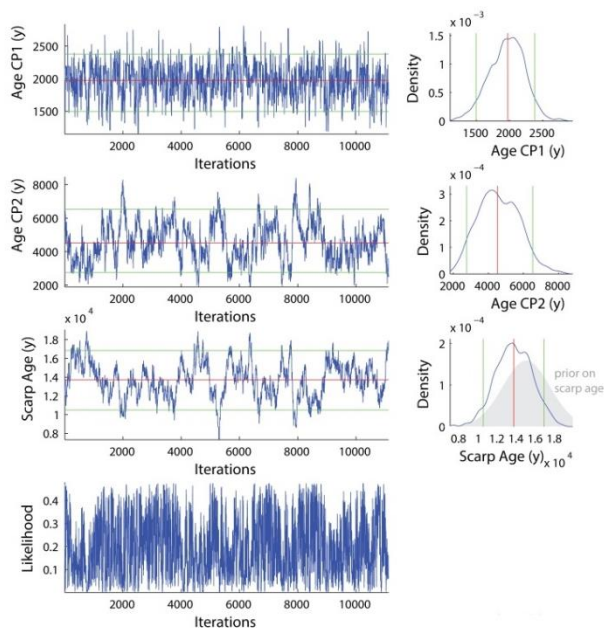 Age CP1 (y)
2500
2000
1500
2000 4000 6000 8000 10000
Iterations
x 10⁻³
Density
1.5
1
0.5
0
1500 2000 2500
Age CP1 (y)
Age CP2 (y)
8000
6000
4000
2000
2000 4000 6000 8000 10000
Iterations
x 10⁻⁴
Density
3
2
1
0
2000 4000 6000 8000
Age CP2 (y)
x 10⁴
Scarp Age (y)
1.8
1.6
1.4
1.2
1
0.8
2000 4000 6000 8000 10000
Iterations
x 10⁻⁴
Density
2
1
0
prior on
scarp age
0.8 1 1.2 1.4 1.6 1.8
Scarp Age (y) x 10⁴
Likelihood
0.4
0.3
0.2
0.1
2000 4000 6000 8000 10000
Iterations